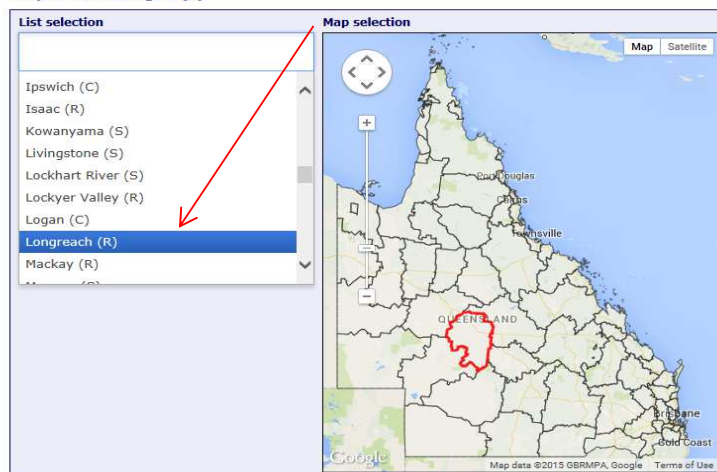 List selection
Ipswich (C)
Isaac (R)
Kowanyama (S)
Livingstone (S)
Lockhart River (S)
Lockyer Valley (R)
Logan (C)
Longreach (R)
Mackay (R)
Map selection
Map Satellite
Port Douglas
Cairns
Townsville
QUEENSLAND
Brisbane
Gold Coast
Google
Map data ©2015 GBRMPA, Google Terms of Use